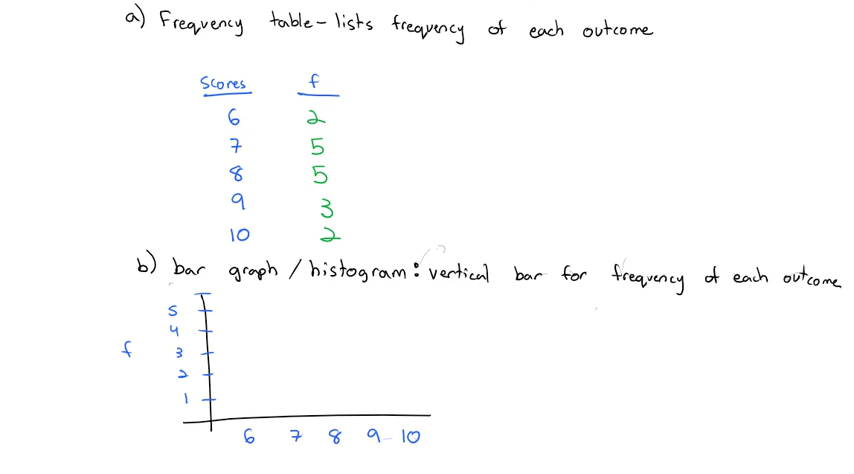 a) Frequency table - lists frequency of each outcome
Scores f
6 2
7 5
8 5
9 3
10 2
b) bar graph / histogram: vertical bar for frequency of each outcome
5
4
f 3
2
1
6 7 8 9 10